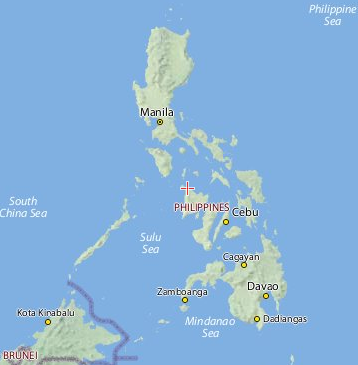 Philippine
Sea
Manila
South
China Sea
PHILIPPINES
Cebu
Sulu
Sea
Cagayan
Zamboanga
Davao
Kota Kinabalu
Mindanao
Sea
Dadiangas
BRUNEI